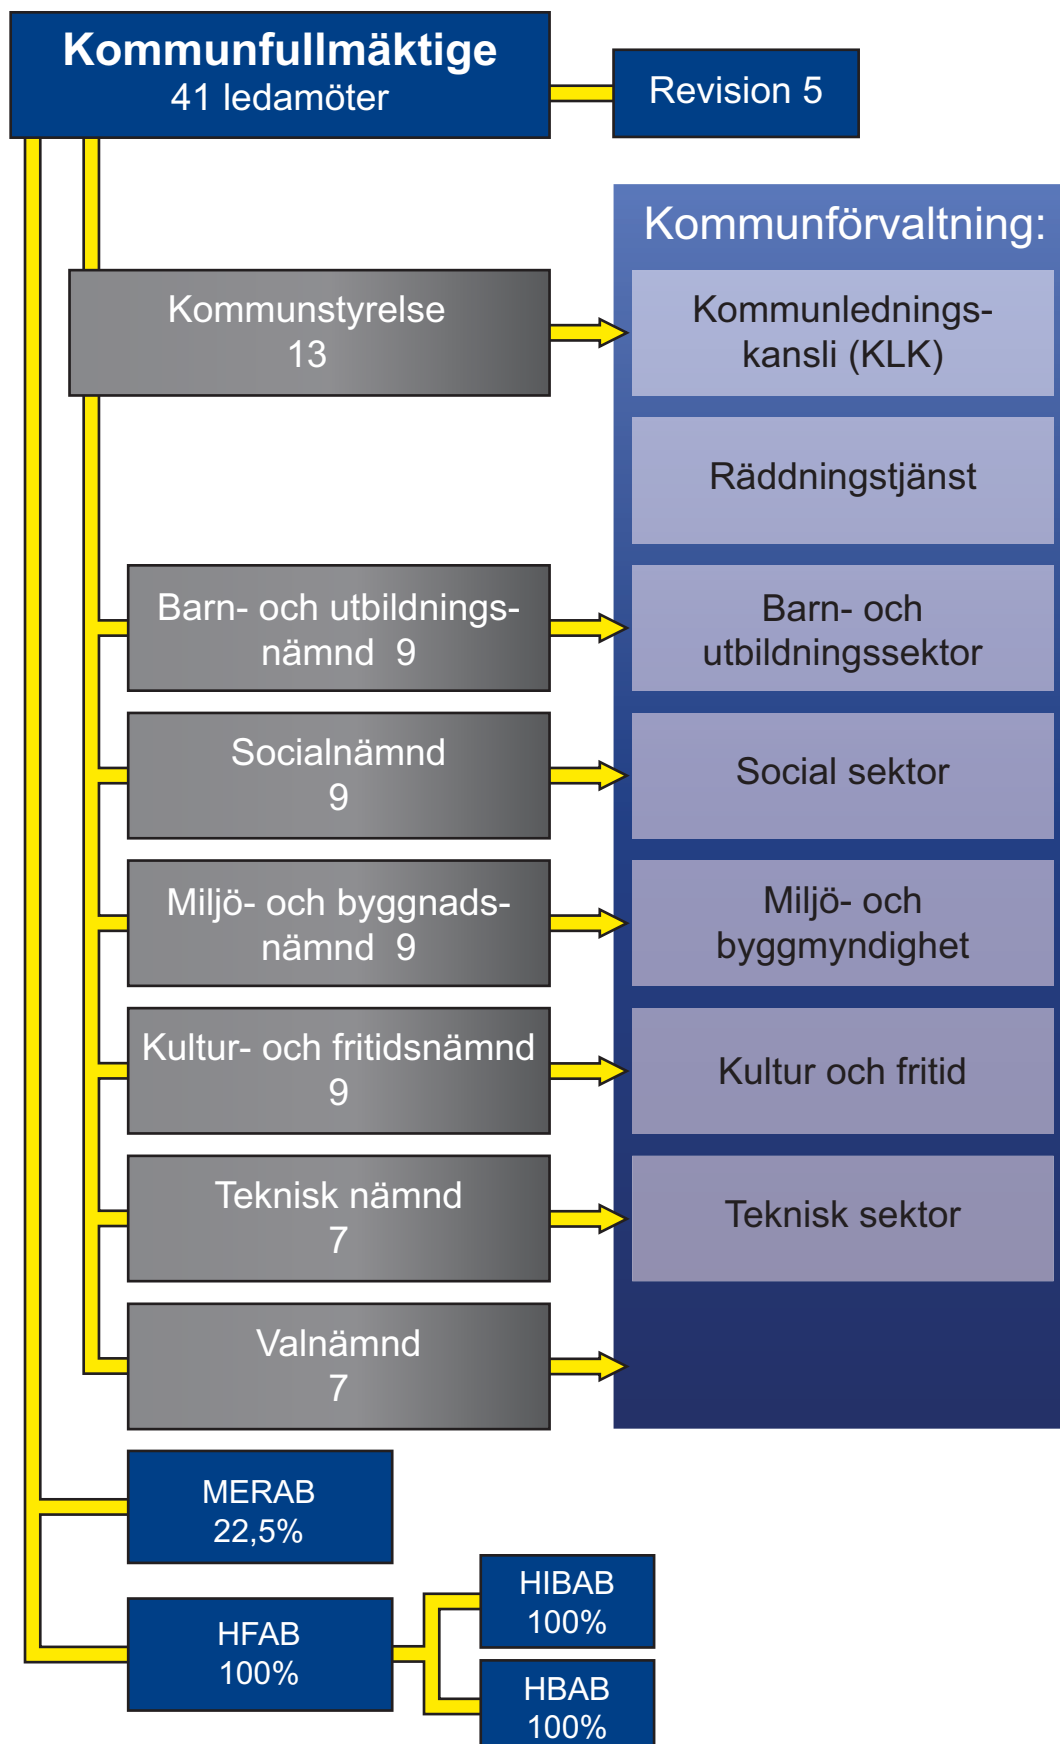 Kommunfullmäktige
41 ledamöter
Revision 5
Kommunförvaltning:
Kommunstyrelse
13
Kommunlednings-
kansli (KLK)
Räddningstjänst
Barn- och utbildnings-
nämnd 9
Barn- och
utbildningssektor
Socialnämnd
9
Social sektor
Miljö- och byggnads-
nämnd 9
Miljö- och
byggmyndighet
Kultur- och fritidsnämnd
9
Kultur och fritid
Teknisk nämnd
7
Teknisk sektor
Valnämnd
7
MERAB
22,5%
HFAB
100%
HIBAB
100%
HBAB
100%